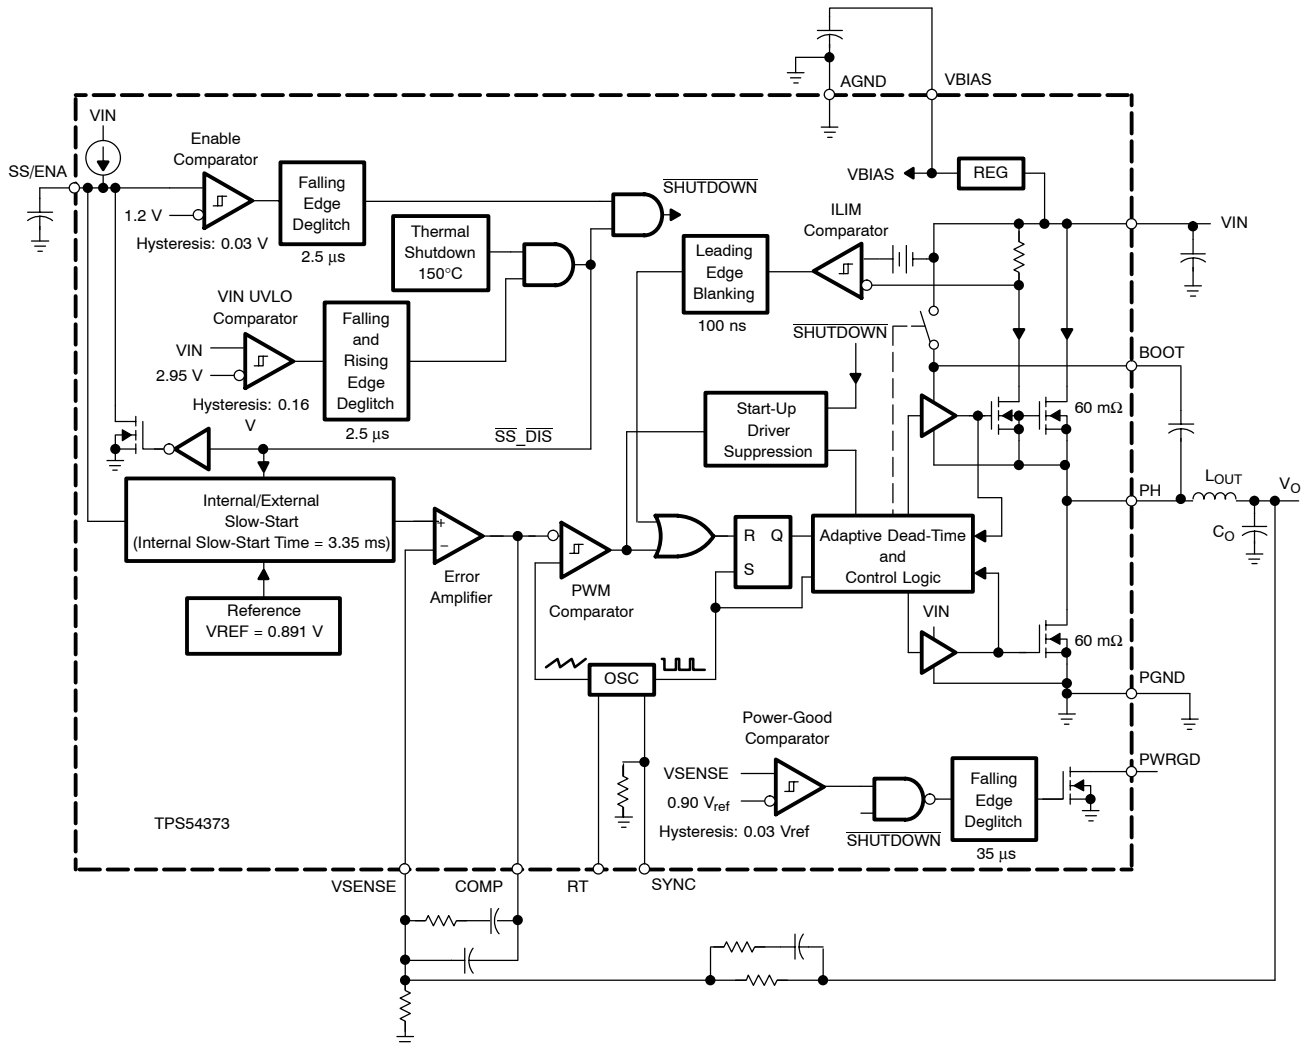 AGND
VBIAS
VIN
Enable
Comparator
SS/ENA
1.2 V
Hysteresis: 0.03 V
Falling
Edge
Deglitch
2.5 μs
SHUTDOWN
Thermal
Shutdown
150°C
VIN UVLO
Comparator
VIN
2.95 V
Hysteresis: 0.16
V
Falling
and
Rising
Edge
Deglitch
2.5 μs
SS_DIS
VBIAS
REG
ILIM
Comparator
VIN
Leading
Edge
Blanking
100 ns
SHUTDOWN
BOOT
Start-Up
Driver
Suppression
60 mΩ
Internal/External
Slow-Start
(Internal Slow-Start Time = 3.35 ms)
Reference
VREF = 0.891 V
+
−
Error
Amplifier
PWM
Comparator
R Q
S
Adaptive Dead-Time
and
Control Logic
PH
LOUT
VO
CO
VIN
60 mΩ
OSC
PGND
Power-Good
Comparator
VSENSE
0.90 Vref
Hysteresis: 0.03 Vref
SHUTDOWN
Falling
Edge
Deglitch
35 μs
PWRGD
TPS54373
VSENSE
COMP
RT
SYNC